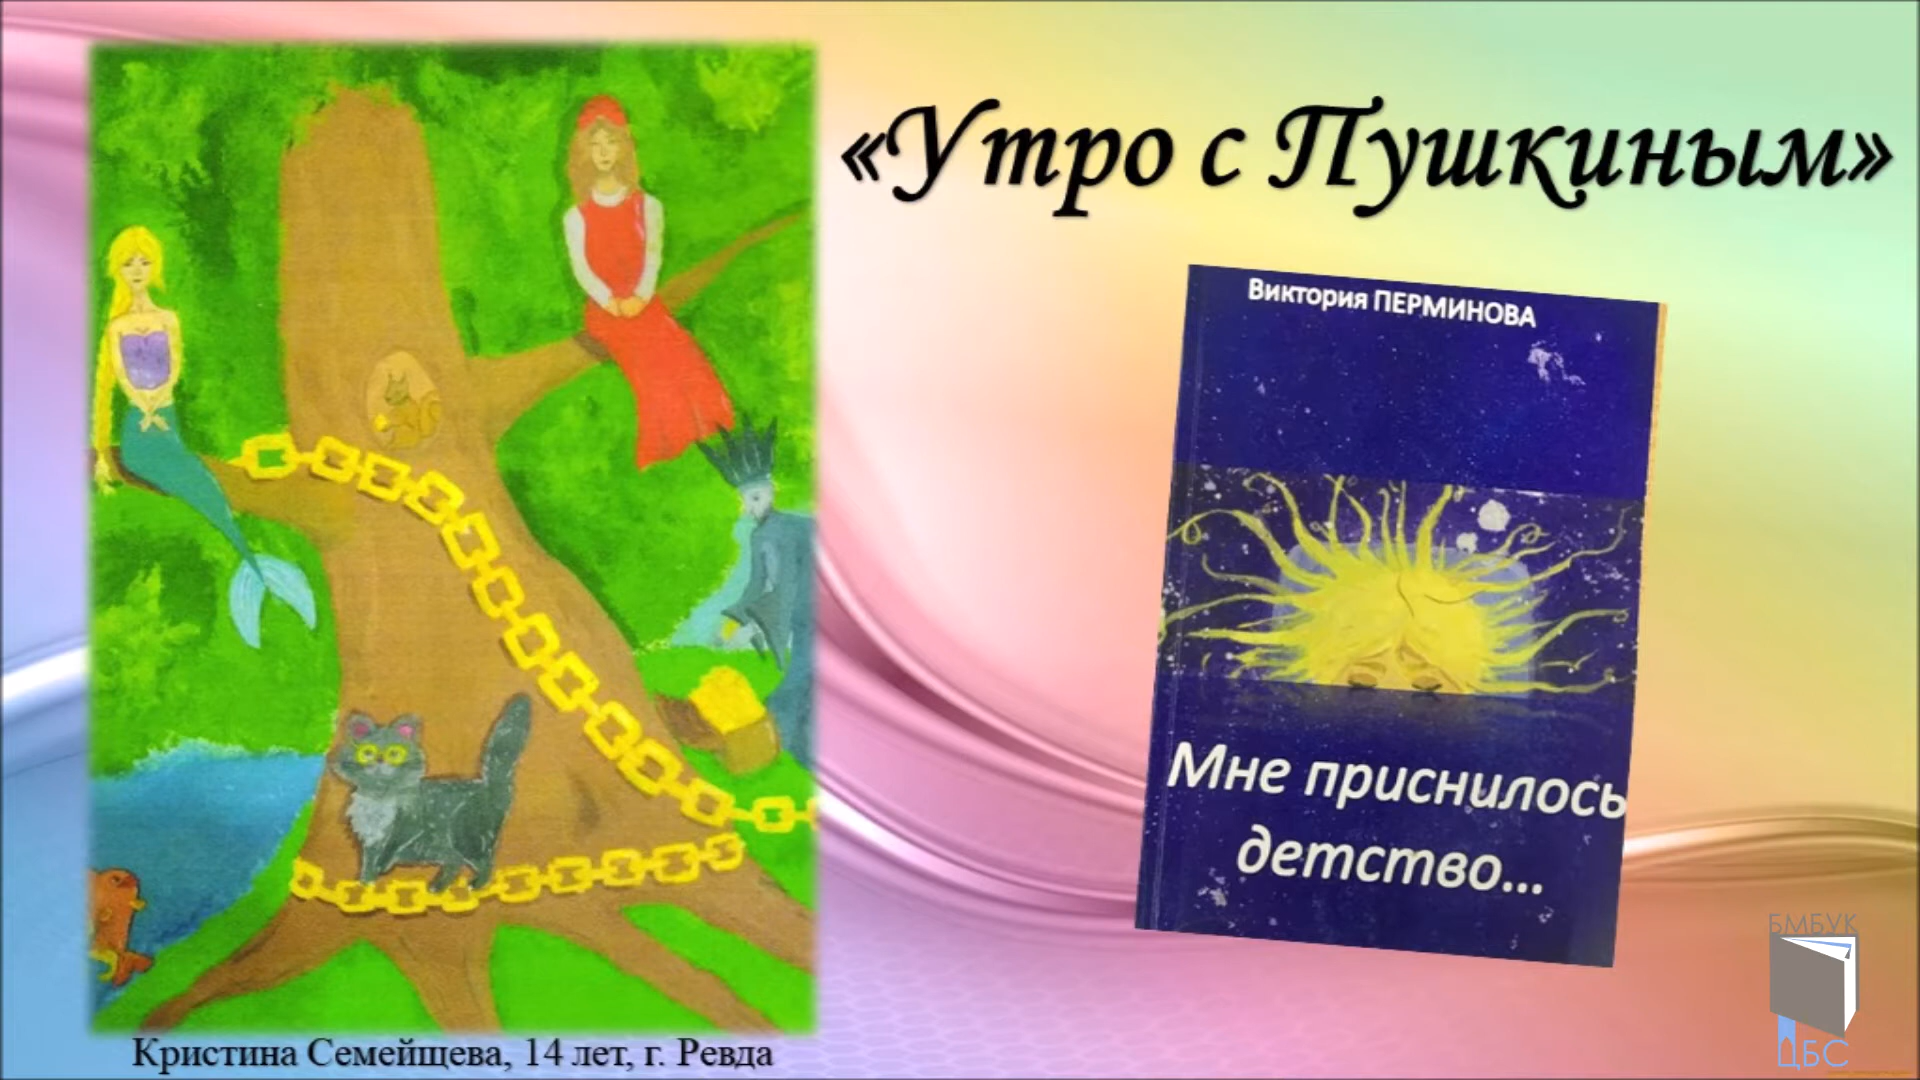 «Утро с Пушкиным»
Виктория ПЕРМИНОВА
Мне приснилось
детство...
Кристина Семейщева, 14 лет, г. Ревда
БМБУК
ЦБС